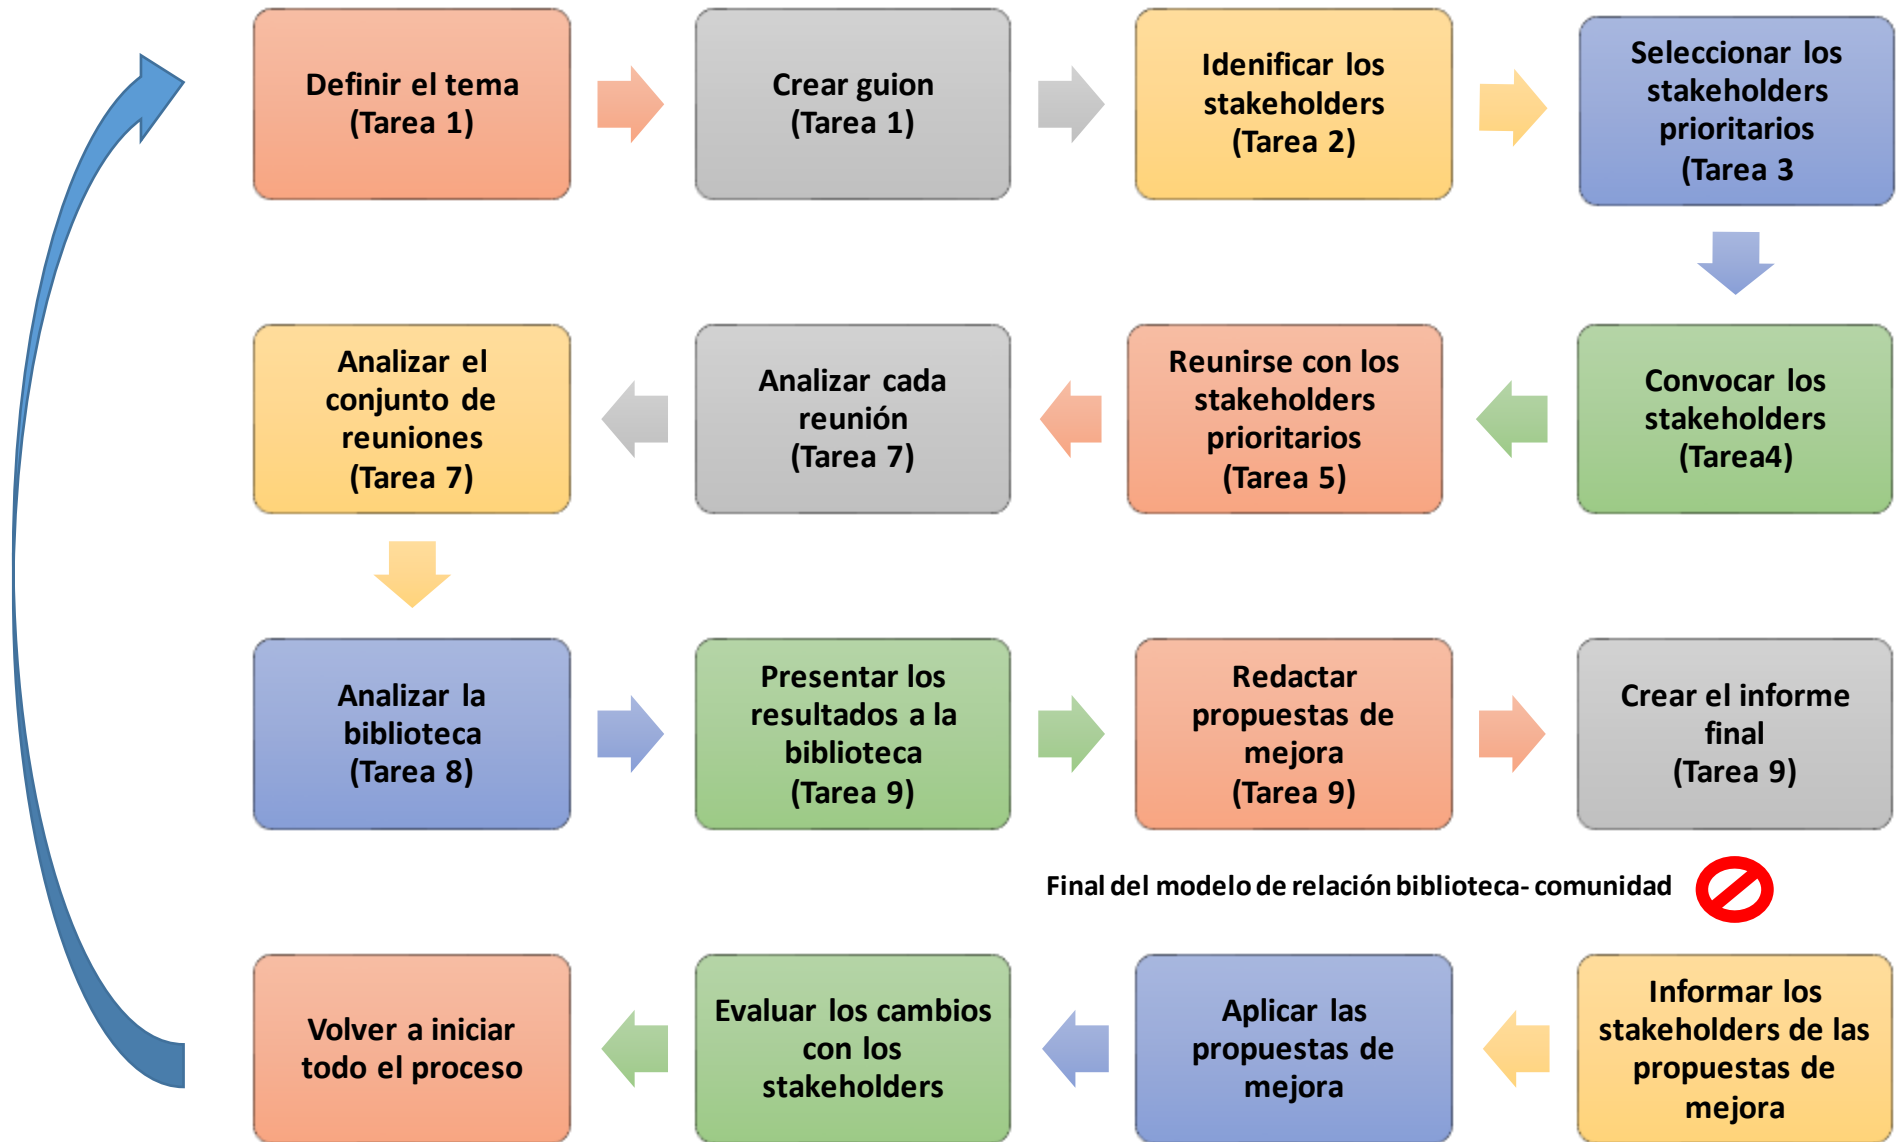 Definir el tema
(Tarea 1)
Crear guion
(Tarea 1)
Idenificar los
stakeholders
(Tarea 2)
Seleccionar los
stakeholders
prioritarios
(Tarea 3
Convocar los
stakeholders
(Tarea4)
Reunirse con los
stakeholders
prioritarios
(Tarea 5)
Analizar cada
reunión
(Tarea 7)
Analizar el
conjunto de
reuniones
(Tarea 7)
Analizar la
biblioteca
(Tarea 8)
Presentar los
resultados a la
biblioteca
(Tarea 9)
Redactar
propuestas de
mejora
(Tarea 9)
Crear el informe
final
(Tarea 9)
Final del modelo de relación biblioteca- comunidad
Informar los
stakeholders de las
propuestas de
mejora
Aplicar las
propuestas de
mejora
Evaluar los cambios
con los
stakeholders
Volver a iniciar
todo el proceso